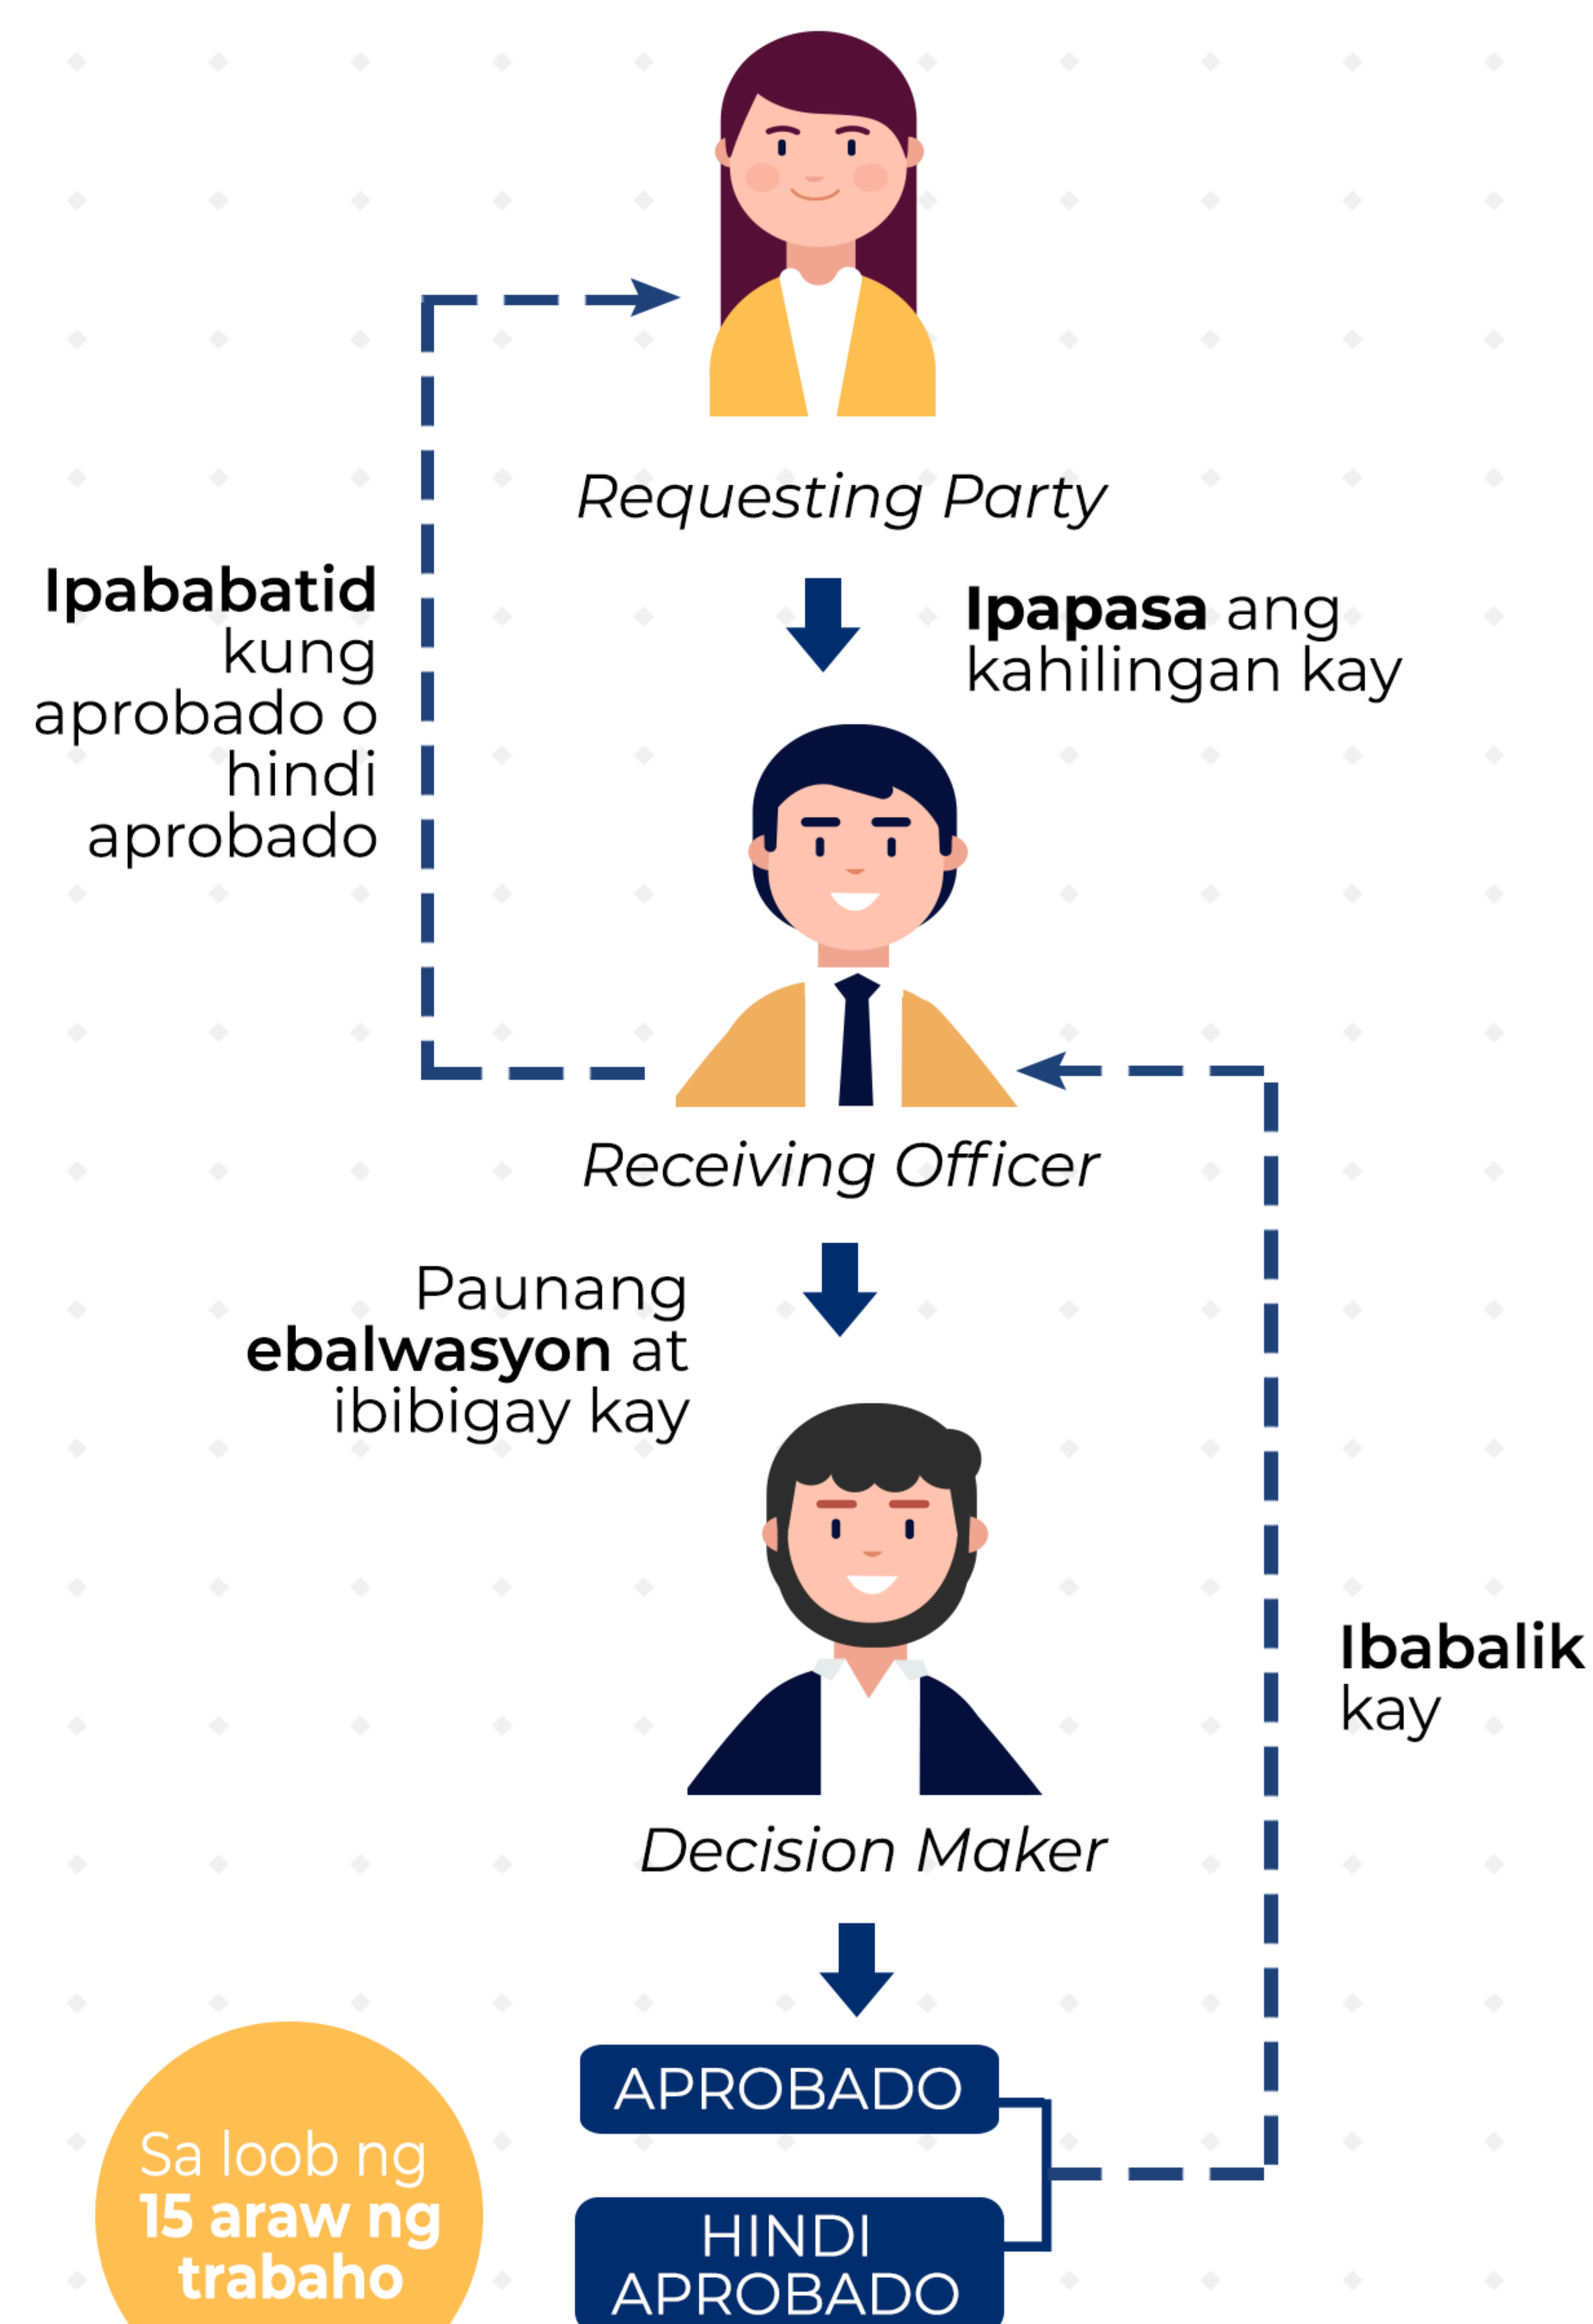 Requesting Party
Ipapasa ang
kahilingan kay
Ipababatid
kung
aprobado o
hindi
aprobado
Receiving Officer
Paunang
ebalwasyon at
ibibigay kay
Decision Maker
Ibabalik
kay
APROBADO
HINDI
APROBADO
Sa loob ng
15 araw ng
trabaho